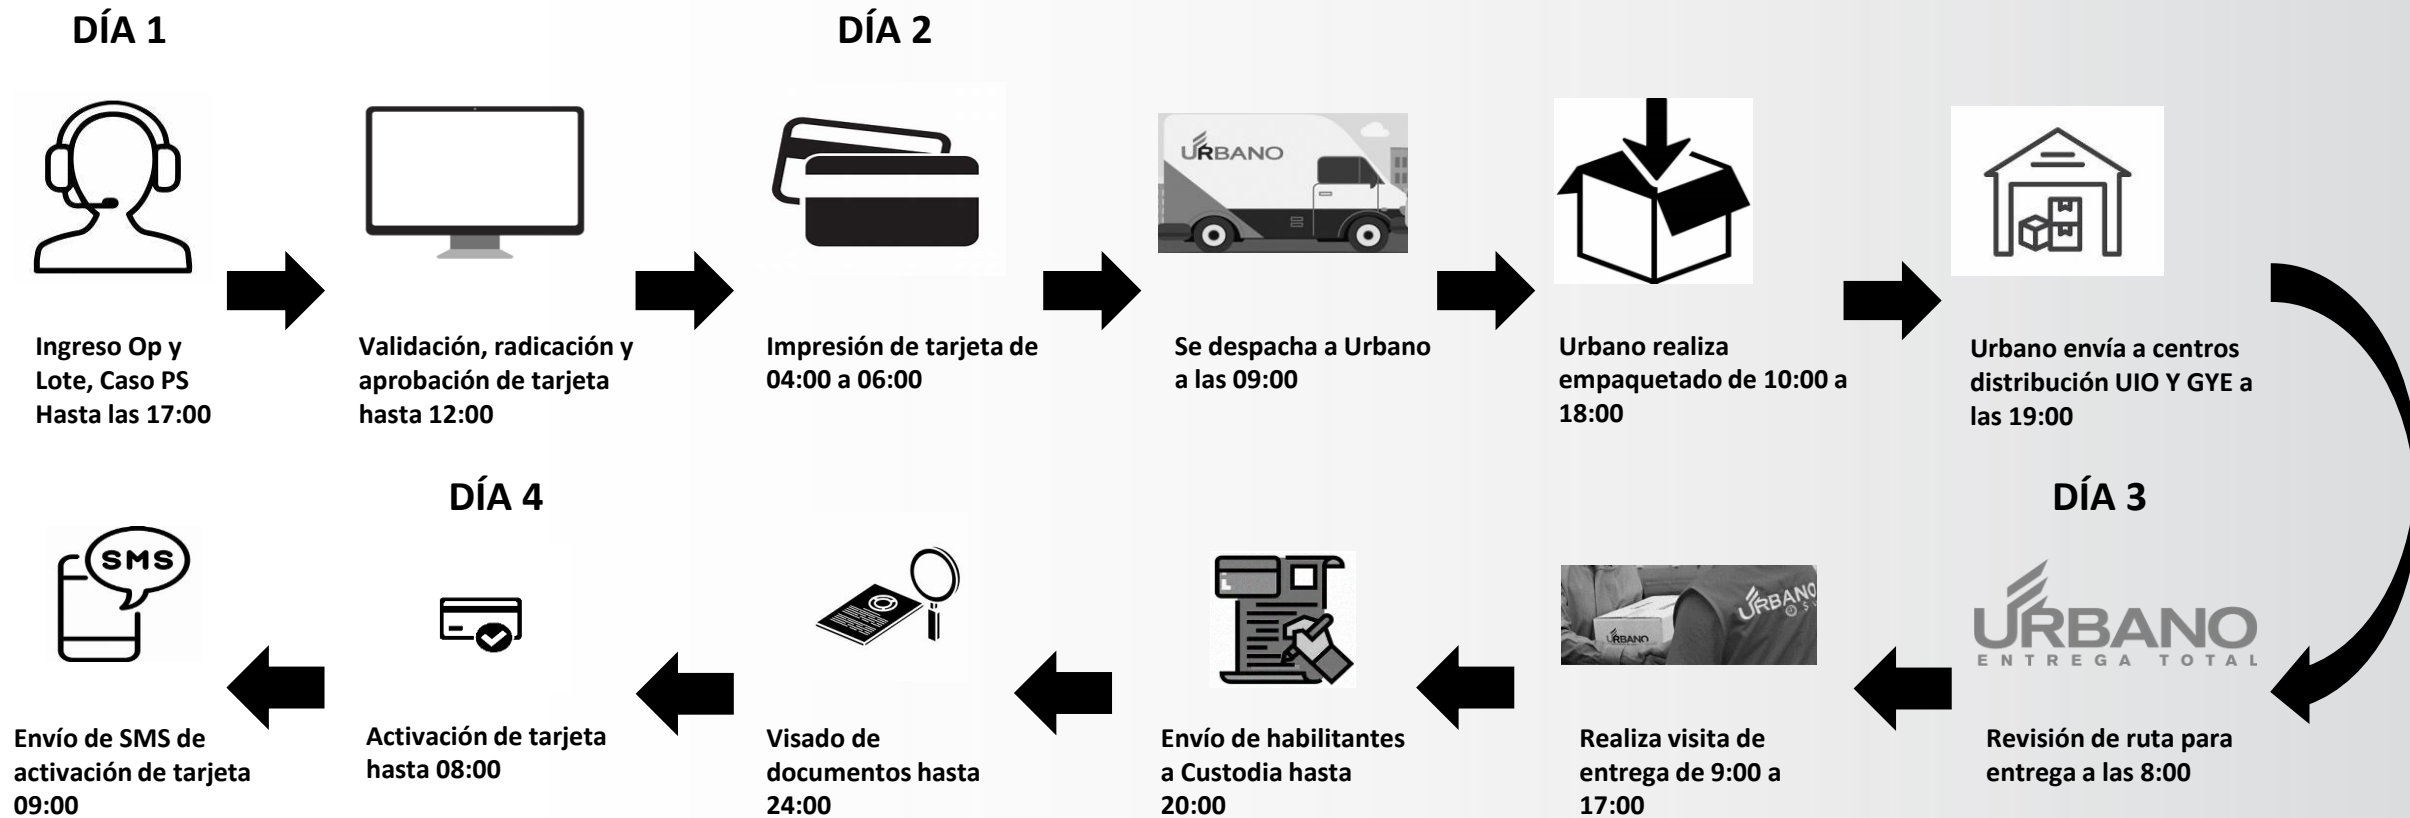 DÍA 1
DÍA 2
URBANO
Ingreso Op y
Lote, Caso PS
Hasta las 17:00
Validación, radicación y
aprobación de tarjeta
hasta 12:00
Impresión de tarjeta de
04:00 a 06:00
Se despacha a Urbano
a las 09:00
Urbano realiza
empaquetado de 10:00 a
18:00
Urbano envía a centros
distribución UIO Y GYE a
las 19:00
DÍA 4
DÍA 3
SMS
URBANO
URBANO
URBANO
ENTREGA TOTAL
Envío de SMS de
activación de tarjeta
09:00
Activación de tarjeta
hasta 08:00
Visado de
documentos hasta
24:00
Envío de habilitantes
a Custodia hasta
20:00
Realiza visita de
entrega de 9:00 a
17:00
Revisión de ruta para
entrega a las 8:00